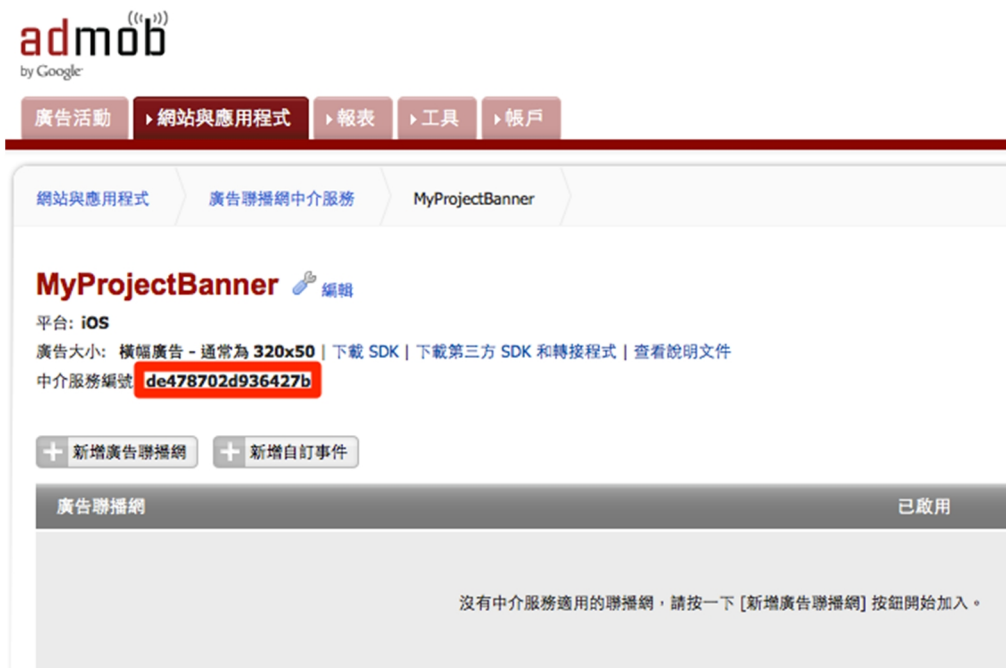 admob
by Google
廣告活動 網站與應用程式 報表 工具 帳戶
網站與應用程式 廣告聯播網中介服務 MyProjectBanner
MyProjectBanner 編輯
平台: iOS
廣告大小: 橫幅廣告 - 通常為 320x50 | 下載 SDK | 下載第三方 SDK 和轉接程式 | 查看說明文件
中介服務編號 de478702d936427b
新增廣告聯播網 新增自訂事件
廣告聯播網 已啟用
沒有中介服務適用的聯播網，請按一下 [新增廣告聯播網] 按鈕開始加入。